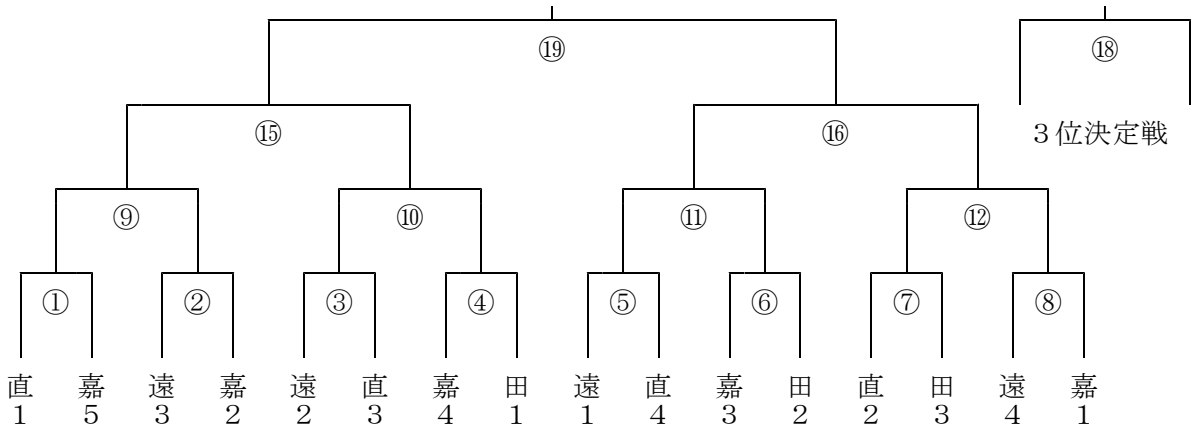 ⑲ ⑱
⑮ ⑯ 3位決定戦
⑨ ⑩ ⑪ ⑫
① ② ③ ④ ⑤ ⑥ ⑦ ⑧
直1 嘉5 遠3 嘉2 遠2 直3 嘉4 田1 遠1 直4 嘉3 田2 直2 田3 遠4 嘉1